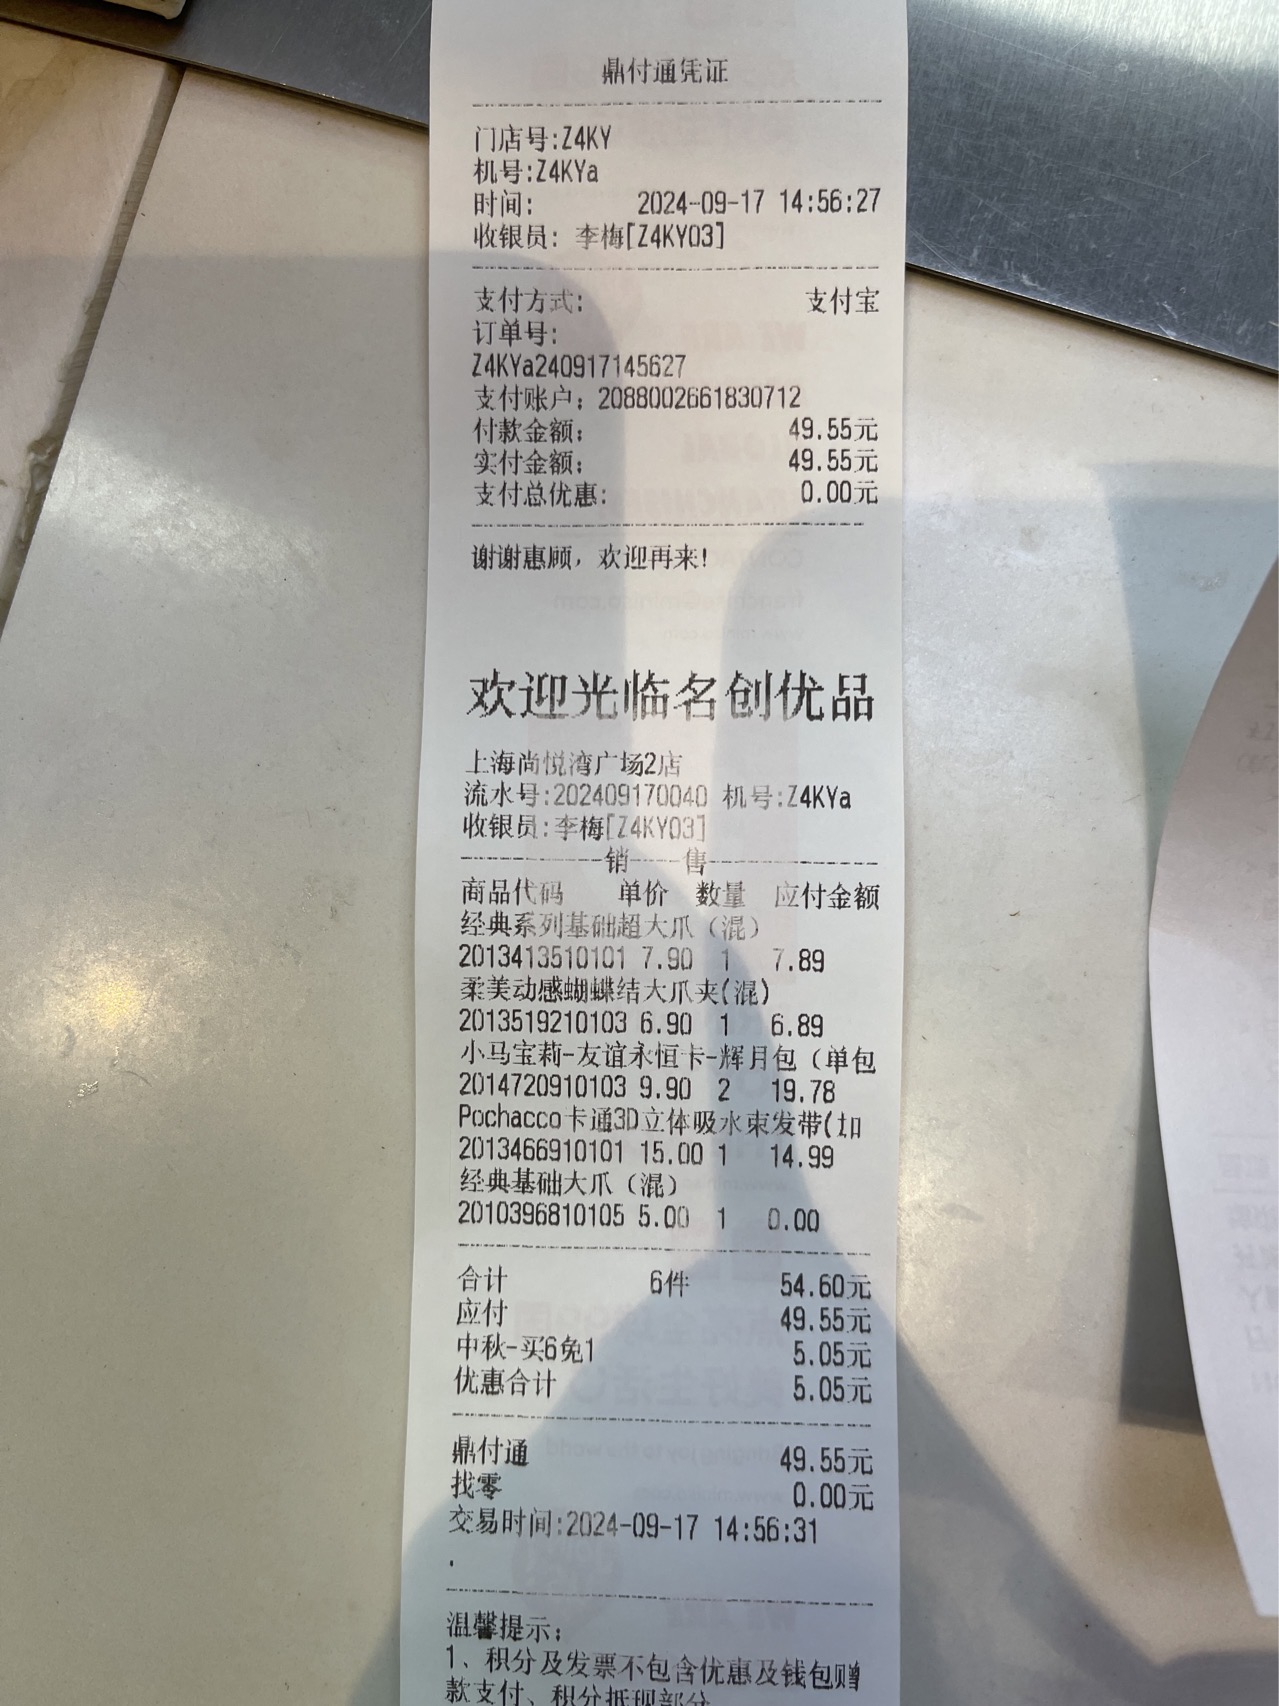 鼎付通凭证
门店号:Z4KY
机号:Z4KYa
时间: 2024-09-17 14:56:27
收银员: 李梅[Z4KY03]
支付方式: 支付宝
订单号:
Z4KYa240917145627
支付账户: 2088002661830712
付款金额: 49.55元
实付金额: 49.55元
支付总优惠: 0.00元
谢谢惠顾, 欢迎再来!
欢迎光临名创优品
上海尚悦湾广场2店
流水号:202409170040 机号:Z4KYa
收银员:李梅[Z4KY03]
销 售
商品代码 单价 数量 应付金额
经典系列基础超大爪（混）
2013413510101 7.90 1 7.89
柔美动感蝴蝶结大爪夹(混)
2013519210103 6.90 1 6.89
小马宝莉-友谊永恒卡-辉月包（单包
2014720910103 9.90 2 19.78
Pochacco卡通3D立体吸水束发带(
2013466910101 15.00 1 14.99
经典基础大爪（混）
2010396810105 5.00 1 0.00
合计 6件 54.60元
应付 49.55元
中秋-买6免1 5.05元
优惠合计 5.05元
鼎付通 49.55元
找零 0.00元
交易时间:2024-09-17 14:56:31
.
温馨提示:
1、积分及发票不包含优惠及钱包赠
款支付、积分抵现部分